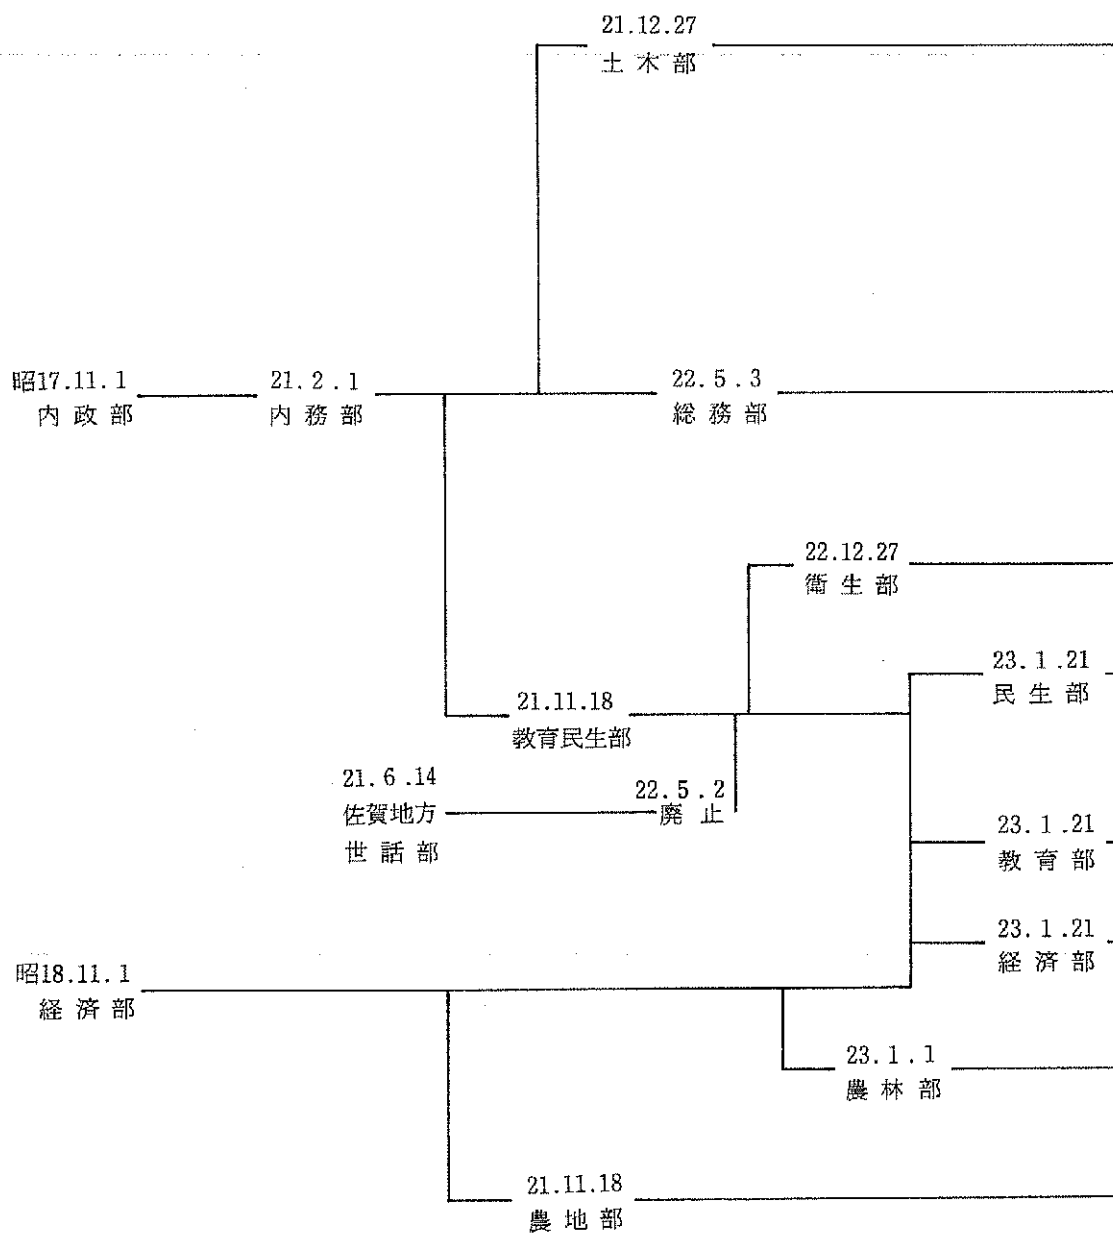 21.12.27
土木部
昭17.11.1
内政部
21.2.1
内務部
22.5.3
総務部
22.12.27
衛生部
23.1.21
民生部
21.11.18
教育民生部
21.6.14
佐賀地方
世話部
22.5.2
廃止
23.1.21
教育部
23.1.21
経済部
昭18.11.1
経済部
23.1.1
農林部
21.11.18
農地部